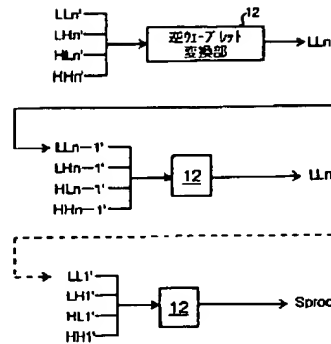 12
LLn'
LHn'
HLn'
HHn'
逆ウェーブレット
変換部
LLn
LLn—1'
LHn—1'
HLn—1'
HHn—1'
12
LLn
LL1'
LH1'
HL1'
HH1'
12
Sproc